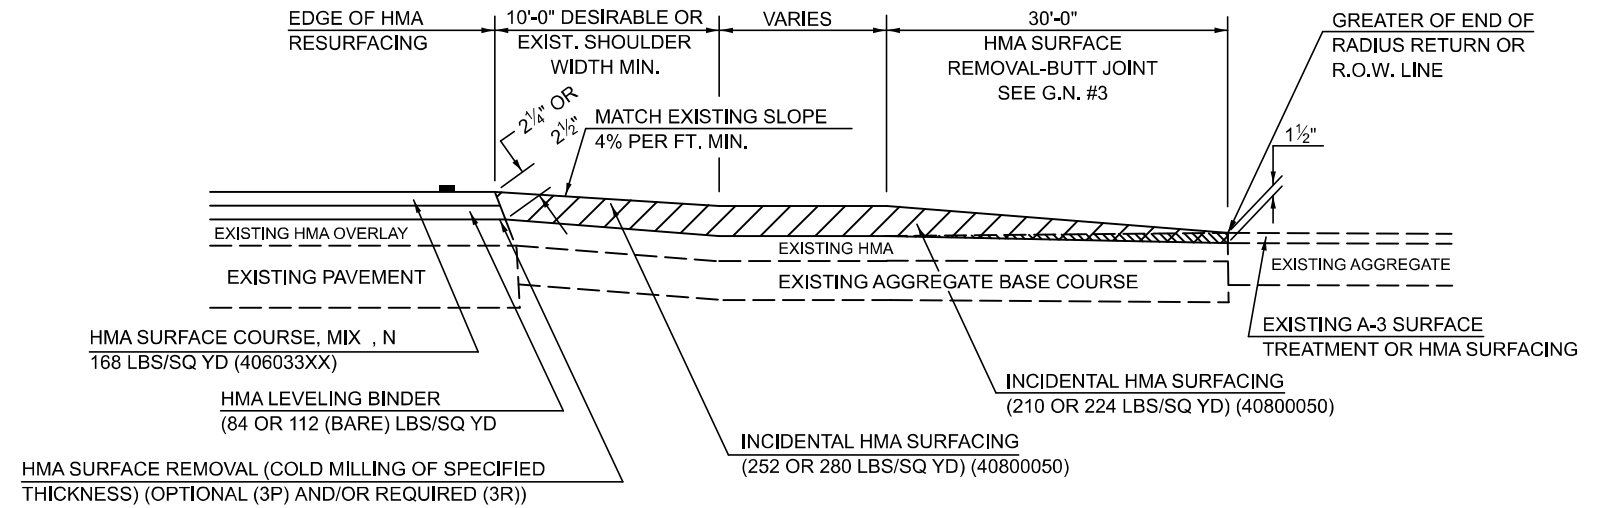 EDGE OF HMA
RESURFACING
10'-0" DESIRABLE OR
EXIST. SHOULDER
WIDTH MIN.
VARIES
30'-0"
HMA SURFACE
REMOVAL-BUTT JOINT
SEE G.N. #3
GREATER OF END OF
RADIUS RETURN OR
R.O.W. LINE
2¼" OR
2½"
MATCH EXISTING SLOPE
4% PER FT. MIN.
1½"
EXISTING HMA OVERLAY
EXISTING HMA
EXISTING PAVEMENT
EXISTING AGGREGATE BASE COURSE
EXISTING AGGREGATE
HMA SURFACE COURSE, MIX , N
168 LBS/SQ YD (406033XX)
EXISTING A-3 SURFACE
TREATMENT OR HMA SURFACING
HMA LEVELING BINDER
(84 OR 112 (BARE) LBS/SQ YD
INCIDENTAL HMA SURFACING
(210 OR 224 LBS/SQ YD) (40800050)
INCIDENTAL HMA SURFACING
(252 OR 280 LBS/SQ YD) (40800050)
HMA SURFACE REMOVAL (COLD MILLING OF SPECIFIED
THICKNESS) (OPTIONAL (3P) AND/OR REQUIRED (3R))